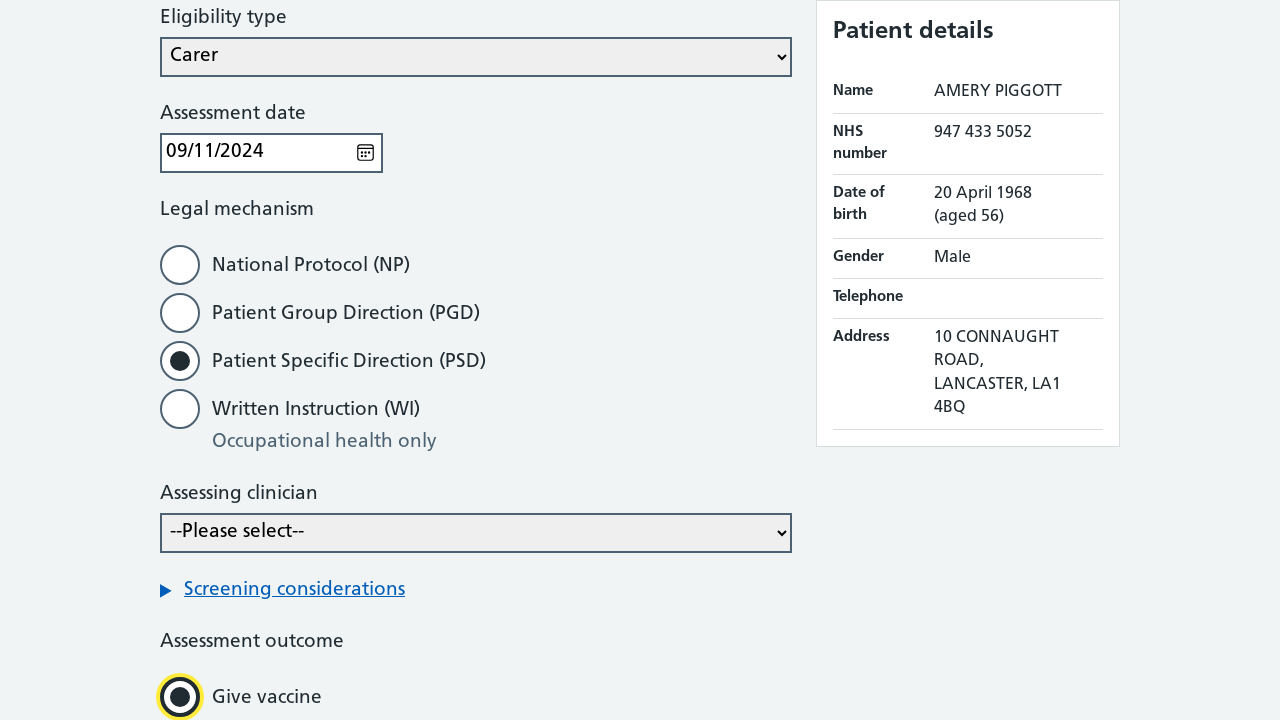 Eligibility type
Carer
Assessment date
09/11/2024
Legal mechanism
National Protocol (NP)
Patient Group Direction (PGD)
Patient Specific Direction (PSD)
Written Instruction (WI)
Occupational health only
Assessing clinician
--Please select--
Screening considerations
Assessment outcome
Give vaccine
Patient details
Name AMERY PIGGOTT
NHS number 947 433 5052
Date of birth 20 April 1968
(aged 56)
Gender Male
Telephone
Address 10 CONNAUGHT
ROAD,
LANCASTER, LA1
4BQ